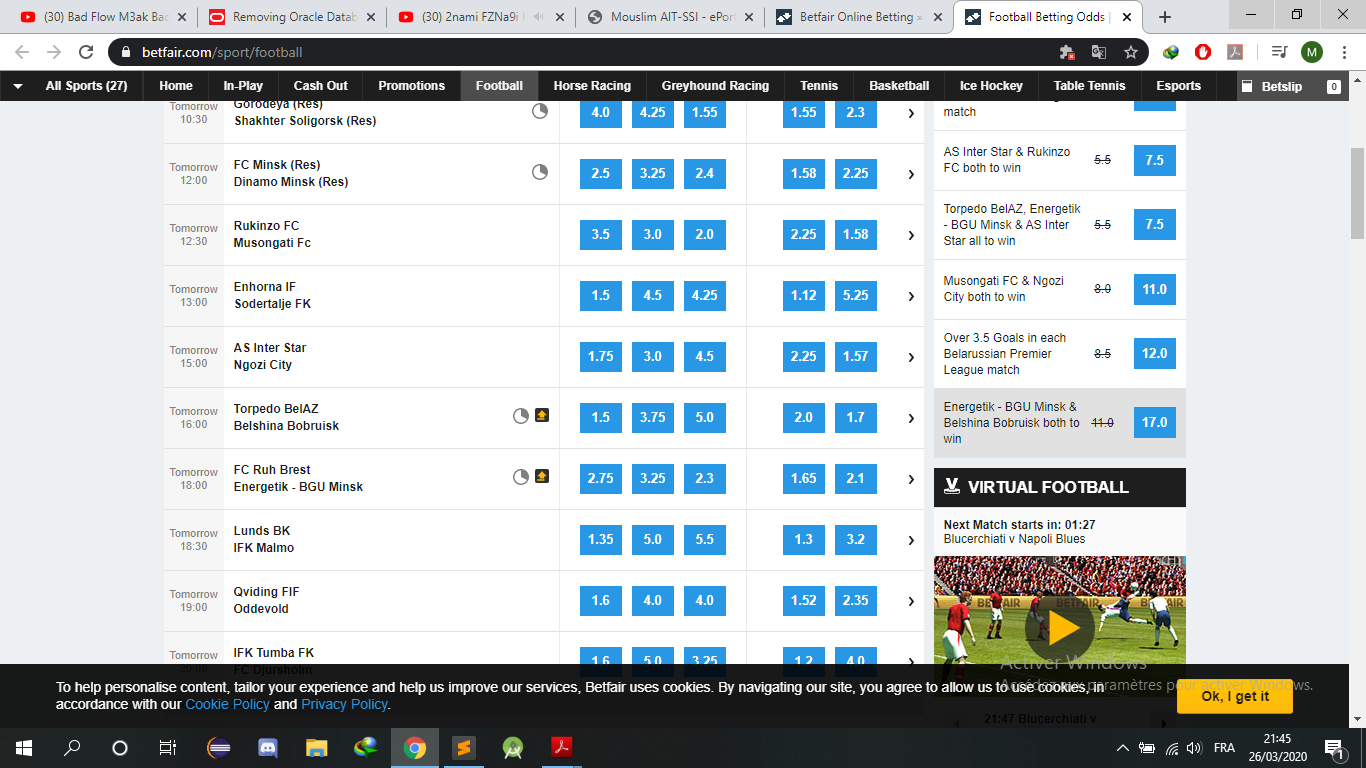 (30) Bad Flow M3ak Bac
Removing Oracle Datab
(30) 2nami FZNa9i
Mouslim AIT-SSI - ePort
Betfair Online Betting »
Football Betting Odds |
betfair.com/sport/football
M
All Sports (27)
Home
In-Play
Cash Out
Promotions
Football
Horse Racing
Greyhound Racing
Tennis
Basketball
Ice Hockey
Table Tennis
Esports
Betslip
0
Tomorrow
10:30
Gorodeya (Res)
Shakhter Soligorsk (Res)
4.0 4.25 1.55 1.55 2.3
Tomorrow
12:00
FC Minsk (Res)
Dinamo Minsk (Res)
2.5 3.25 2.4 1.58 2.25
Tomorrow
12:30
Rukinzo FC
Musongati Fc
3.5 3.0 2.0 2.25 1.58
Tomorrow
13:00
Enhorna IF
Sodertalje FK
1.5 4.5 4.25 1.12 5.25
Tomorrow
15:00
AS Inter Star
Ngozi City
1.75 3.0 4.5 2.25 1.57
Tomorrow
16:00
Torpedo BelAZ
Belshina Bobruisk
1.5 3.75 5.0 2.0 1.7
Tomorrow
18:00
FC Ruh Brest
Energetik - BGU Minsk
2.75 3.25 2.3 1.65 2.1
Tomorrow
18:30
Lunds BK
IFK Malmo
1.35 5.0 5.5 1.3 3.2
Tomorrow
19:00
Qviding FIF
Oddevold
1.6 4.0 4.0 1.52 2.35
Tomorrow
IFK Tumba FK
FC Djursholm
1.6 5.0 3.25 1.2 4.0
match
AS Inter Star & Rukinzo
FC both to win
5.5 7.5
Torpedo BelAZ, Energetik
- BGU Minsk & AS Inter
Star all to win
5.5 7.5
Musongati FC & Ngozi
City both to win
8.0 11.0
Over 3.5 Goals in each
Belarussian Premier
League match
8.5 12.0
Energetik - BGU Minsk &
Belshina Bobruisk both to
win
11.0 17.0
VIRTUAL FOOTBALL
Next Match starts in: 01:27
Blucerchiati v Napoli Blues
BETFAIR
Activer Windows
Accédez aux paramètres pour activer Windows.
To help personalise content, tailor your experience and help us improve our services, Betfair uses cookies. By navigating our site, you agree to allow us to use cookies, in
accordance with our Cookie Policy and Privacy Policy.
Ok, I get it
21:47 Blucerchiati v
FRA
21:45
26/03/2020
1